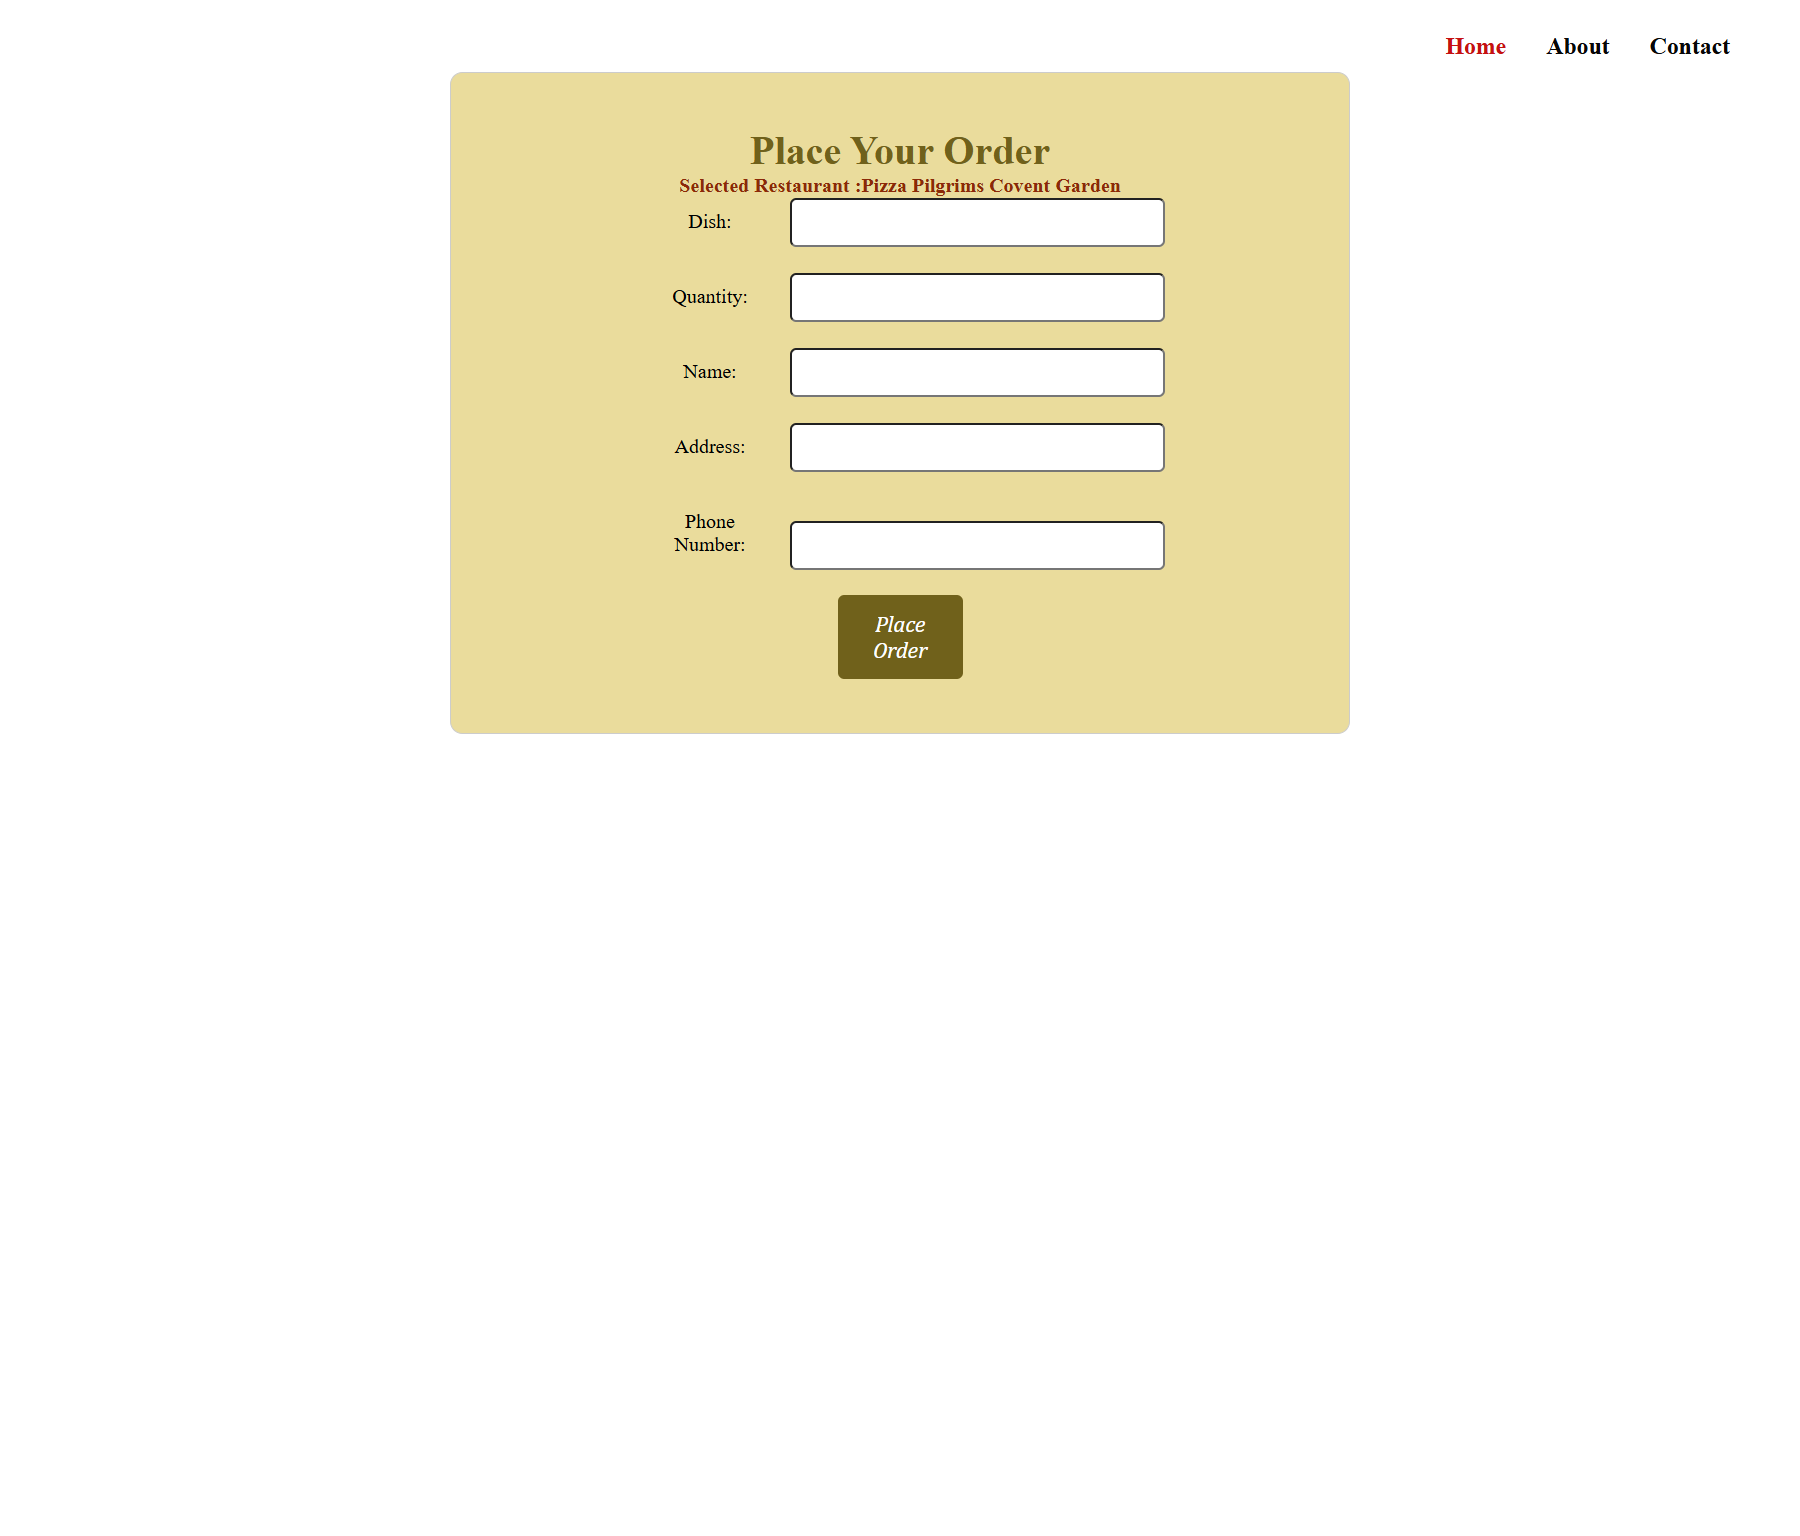 Home About Contact
Place Your Order
Selected Restaurant :Pizza Pilgrims Covent Garden
Dish:
Quantity:
Name:
Address:
Phone
Number:
Place
Order